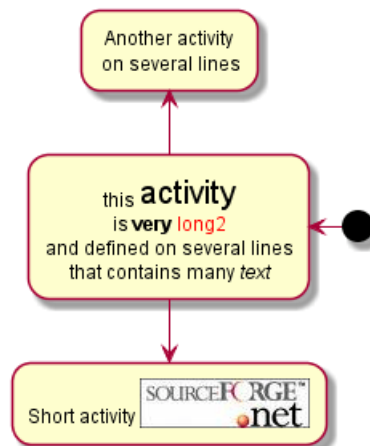 Another activity
on several lines
this activity
is very long2
and defined on several lines
that contains many text
Short activity SOURCEFORGE™
.net